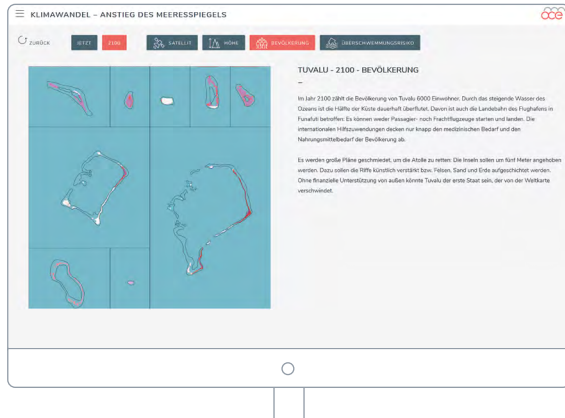 KLIMAWANDEL – ANSTIEG DES MEERESSPIEGELS
ace
ZURÜCK
JETZT
2100
SATELLIT
HÖHE
BEVÖLKERUNG
ÜBERSCHWEMMUNGSRISIKO
TUVALU - 2100 - BEVÖLKERUNG
Im Jahr 2100 zählt die Bevölkerung von Tuvalu 6000 Einwohner. Durch das steigende Wasser des
Ozeans ist die Hälfte der Küste dauerhaft überflutet. Davon ist auch die Landebahn des Flughafens in
Funafuti betroffen: Es können weder Passagier- noch Frachtflugzeuge starten und landen. Die
internationalen Hilfszuwendungen decken nur knapp den medizinischen Bedarf und den
Nahrungsmittelbedarf der Bevölkerung ab.
Es werden große Pläne geschmiedet, um die Atolle zu retten: Die Inseln sollen um fünf Meter angehoben
werden. Dazu sollen die Riffs künstlich verstärkt bzw. Felsen, Sand und Erde aufgeschichtet werden.
Ohne finanzielle Unterstützung von außen könnte Tuvalu der erste Staat sein, der von der Weltkarte
verschwindet.